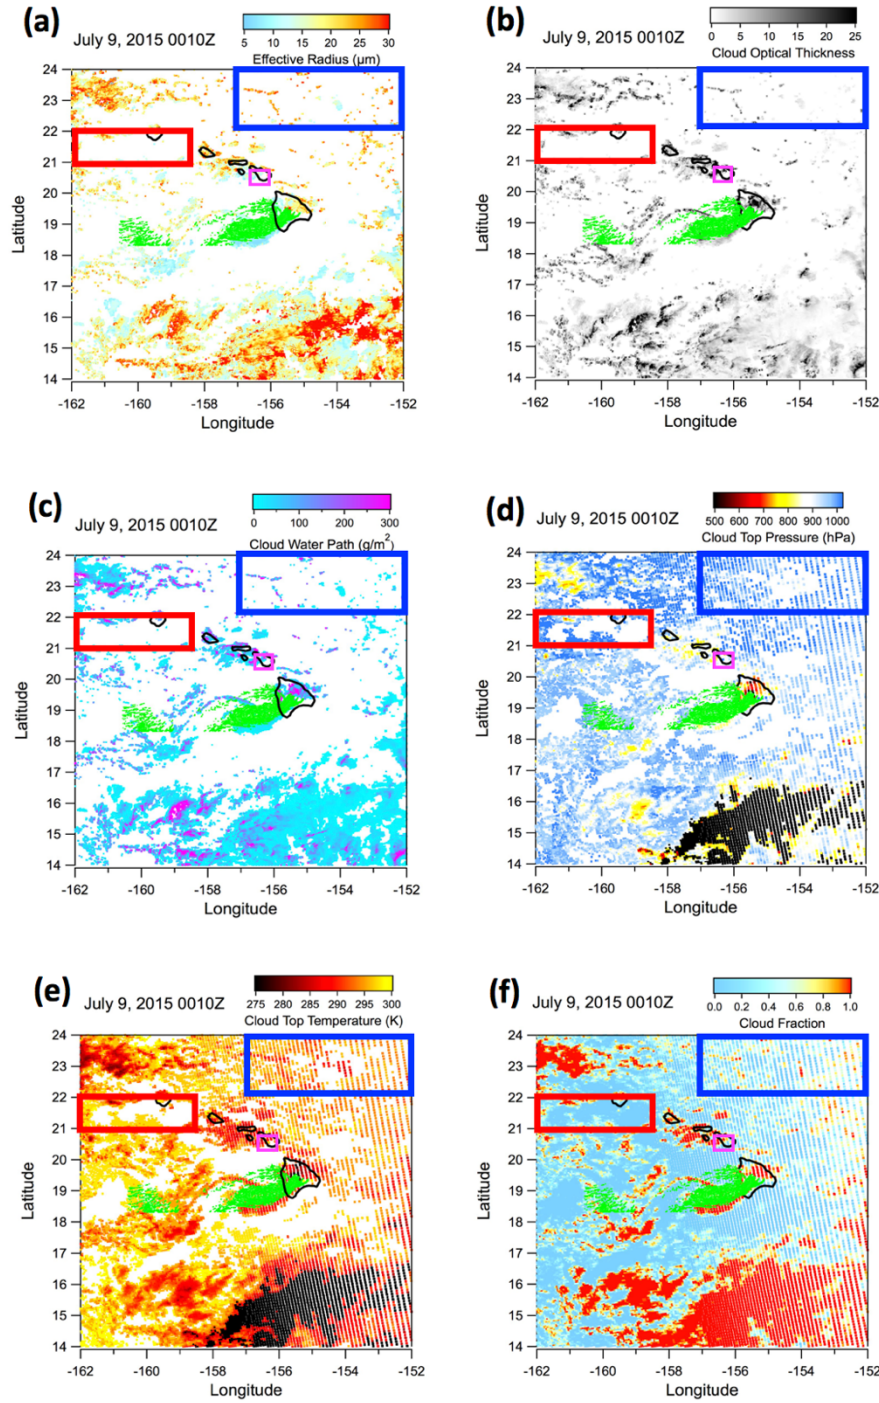 (a)
July 9, 2015 0010Z
5 10 15 20 25 30
Effective Radius (µm)
24
23
22
21
20
19
18
17
16
15
14
Latitude
-162 -160 -158 -156 -154 -152
Longitude
(b)
July 9, 2015 0010Z
0 5 10 15 20 25
Cloud Optical Thickness
24
23
22
21
20
19
18
17
16
15
14
Latitude
-162 -160 -158 -156 -154 -152
Longitude
(c)
July 9, 2015 0010Z
0 100 200 300
Cloud Water Path (g/m²)
24
23
22
21
20
19
18
17
16
15
14
Latitude
-162 -160 -158 -156 -154 -152
Longitude
(d)
July 9, 2015 0010Z
500 600 700 800 900 1000
Cloud Top Pressure (hPa)
24
23
22
21
20
19
18
17
16
15
14
Latitude
-162 -160 -158 -156 -154 -152
Longitude
(e)
July 9, 2015 0010Z
275 280 285 290 295 300
Cloud Top Temperature (K)
24
23
22
21
20
19
18
17
16
15
14
Latitude
-162 -160 -158 -156 -154 -152
Longitude
(f)
July 9, 2015 0010Z
0.0 0.2 0.4 0.6 0.8 1.0
Cloud Fraction
24
23
22
21
20
19
18
17
16
15
14
Latitude
-162 -160 -158 -156 -154 -152
Longitude